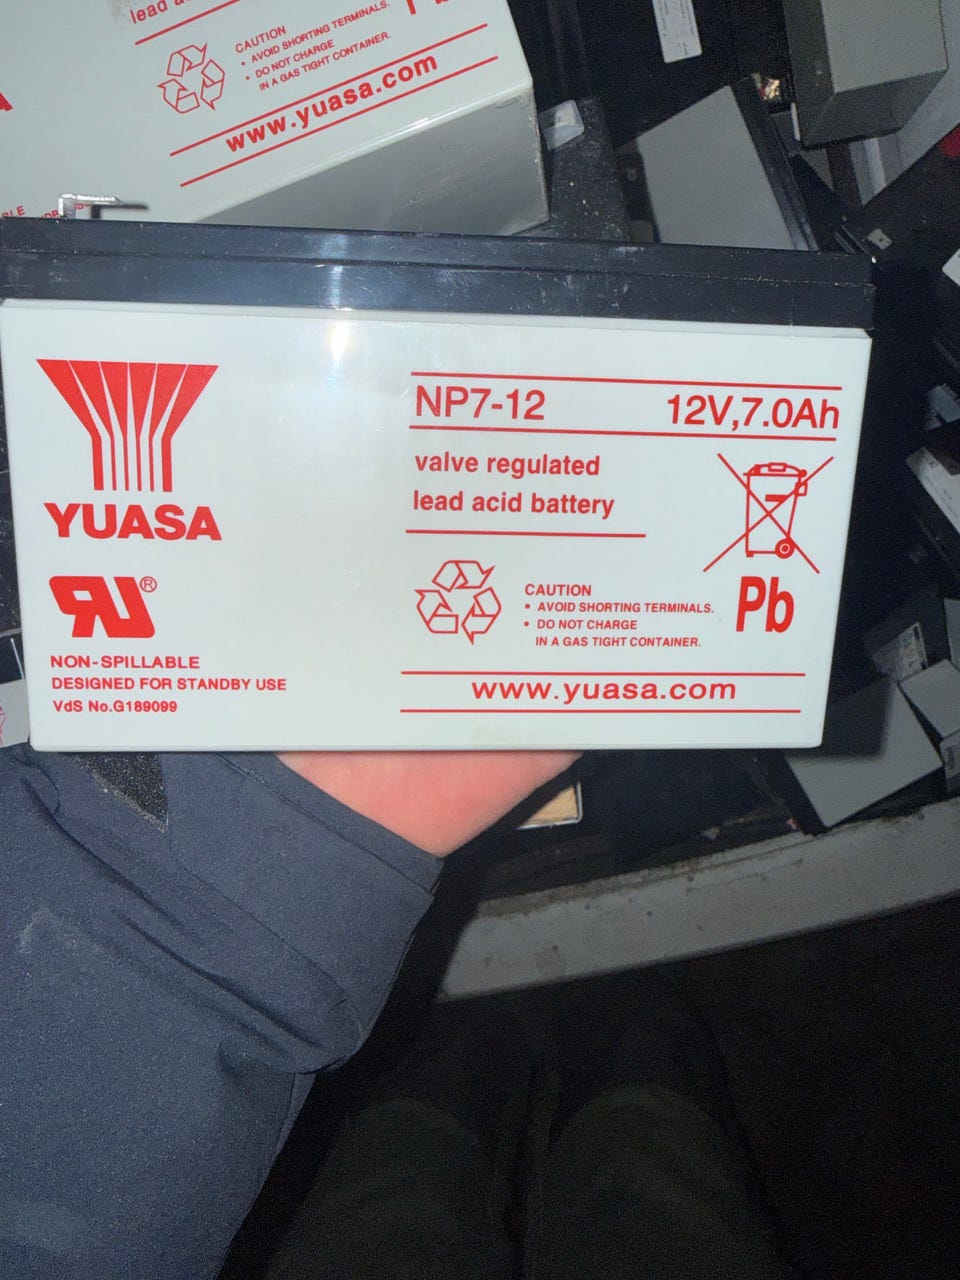 lead
CAUTION
• AVOID SHORTING TERMINALS.
• DO NOT CHARGE
IN A GAS TIGHT CONTAINER.
www.yuasa.com
YUASA
NP7-12 12V,7.0Ah
valve regulated
lead acid battery
CAUTION
• AVOID SHORTING TERMINALS.
• DO NOT CHARGE
IN A GAS TIGHT CONTAINER.
Pb
RU®
NON-SPILLABLE
DESIGNED FOR STANDBY USE
VdS No.G189099
www.yuasa.com